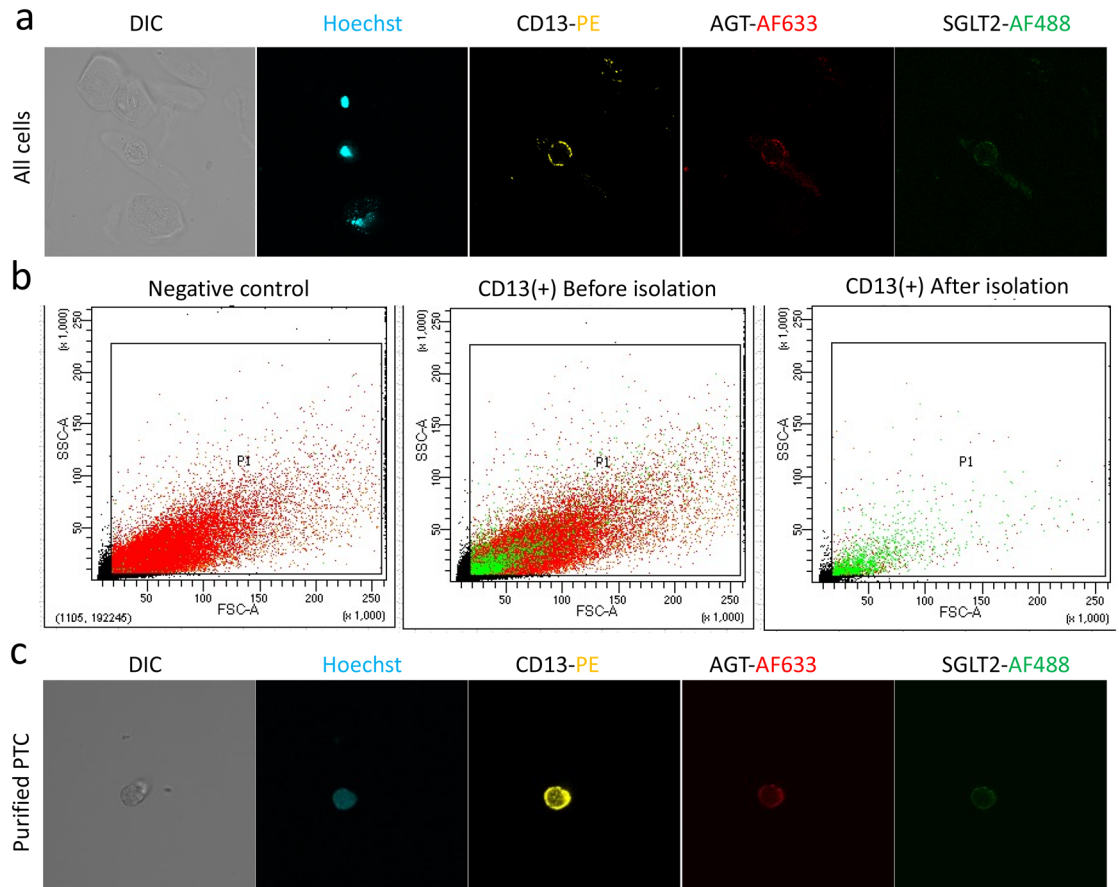 a
DIC
Hoechst
CD13-PE
AGT-AF633
SGLT2-AF488
All cells
b
Negative control
CD13(+) Before isolation
CD13(+) After isolation
SSC-A
(x 1,000)
50 100 150 200 250
P1
50 100 150 200 250
FSC-A
(x 1,000)
(1105, 192245)
SSC-A
(x 1,000)
50 100 150 200 250
P1
50 100 150 200 250
FSC-A
(x 1,000)
SSC-A
(x 1,000)
50 100 150 200 250
P1
50 100 150 200 250
FSC-A
(x 1,000)
c
DIC
Hoechst
CD13-PE
AGT-AF633
SGLT2-AF488
Purified PTC